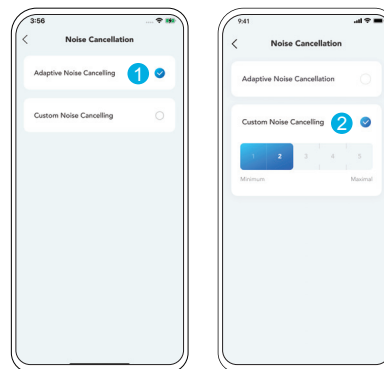 3:56
Noise Cancellation
Adaptive Noise Cancelling 1
Custom Noise Cancelling
9:41
Noise Cancellation
Adaptive Noise Cancellation
Custom Noise Cancelling 2
1 2 3 4 5
Minimum Maximal